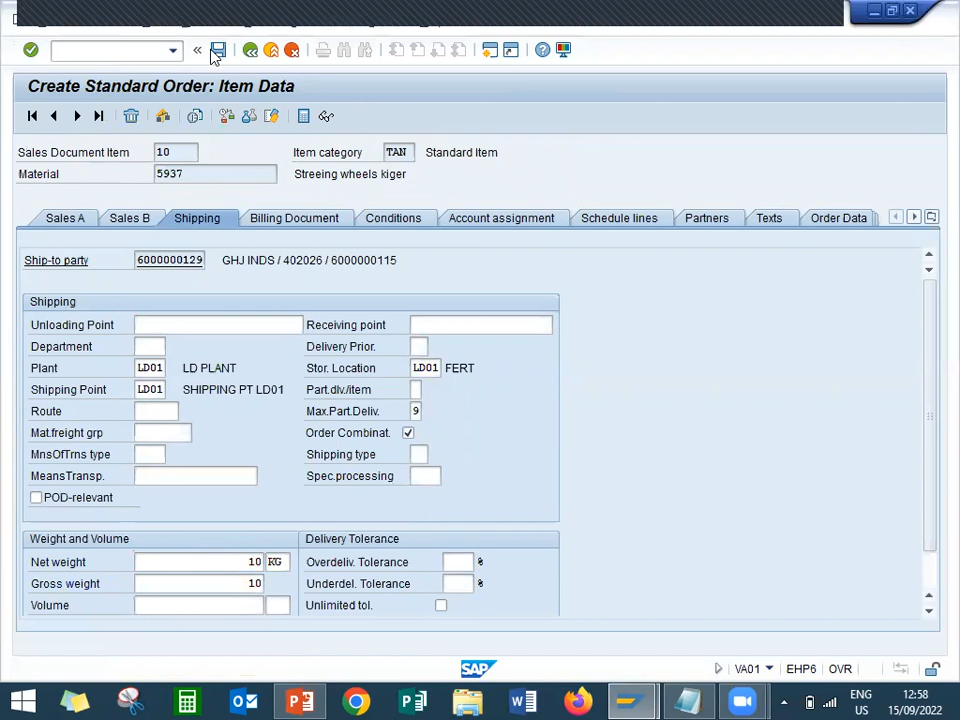 Create Standard Order: Item Data
Sales Document Item 10 Item category TAN Standard Item
Material 5937 Streeing wheels kiger
Sales A Sales B Shipping Billing Document Conditions Account assignment Schedule lines Partners Texts Order Data
Ship-to party 6000000129 GHJ INDS / 402026 / 6000000115
Shipping
Unloading Point Receiving point
Department Delivery Prior.
Plant LD01 LD PLANT Stor. Location LD01 FERT
Shipping Point LD01 SHIPPING PT LD01 Part.dlv./item
Route Max.Part.Deliv. 9
Mat.freight grp Order Combinat.
MnsOfTrns type Shipping type
MeansTransp. Spec.processing
POD-relevant
Weight and Volume Delivery Tolerance
Net weight 10 KG Overdeliv. Tolerance %
Gross weight 10 Underdel. Tolerance %
Volume Unlimited tol.
SAP VA01 EHP6 OVR
ENG 12:58
US 15/09/2022